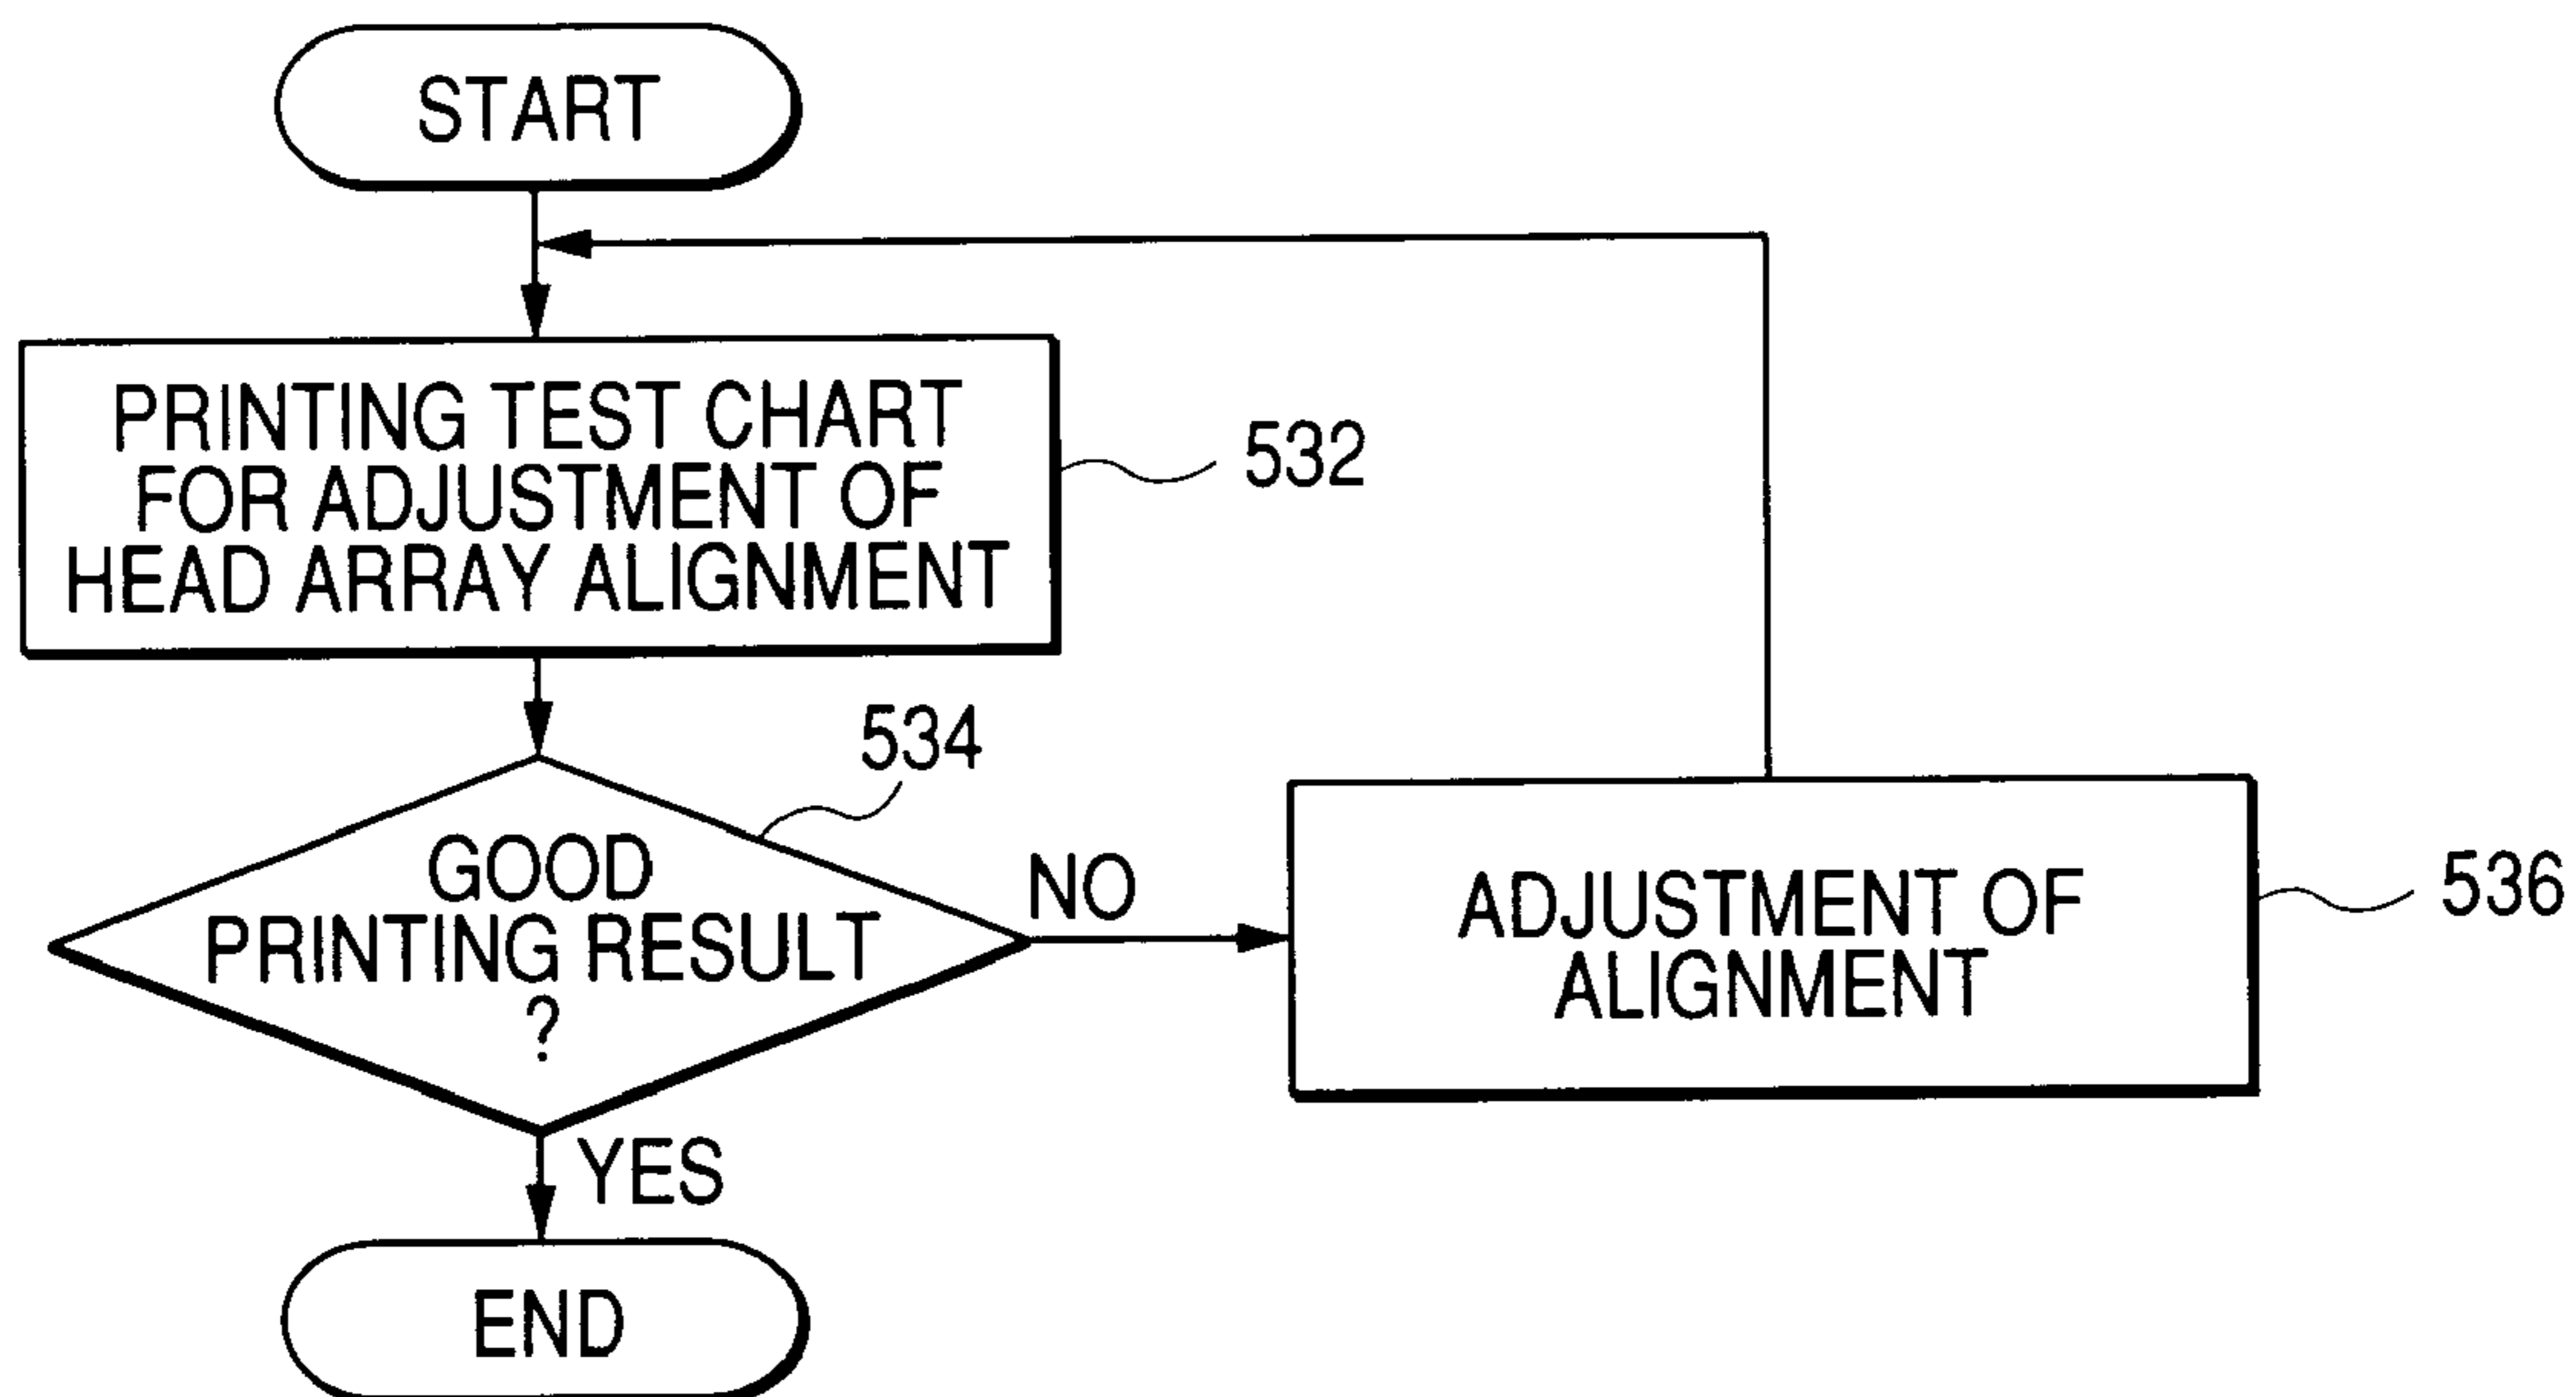 START
PRINTING TEST CHART
FOR ADJUSTMENT OF
HEAD ARRAY ALIGNMENT
532
534
GOOD
PRINTING RESULT
?
NO
ADJUSTMENT OF
ALIGNMENT
536
YES
END